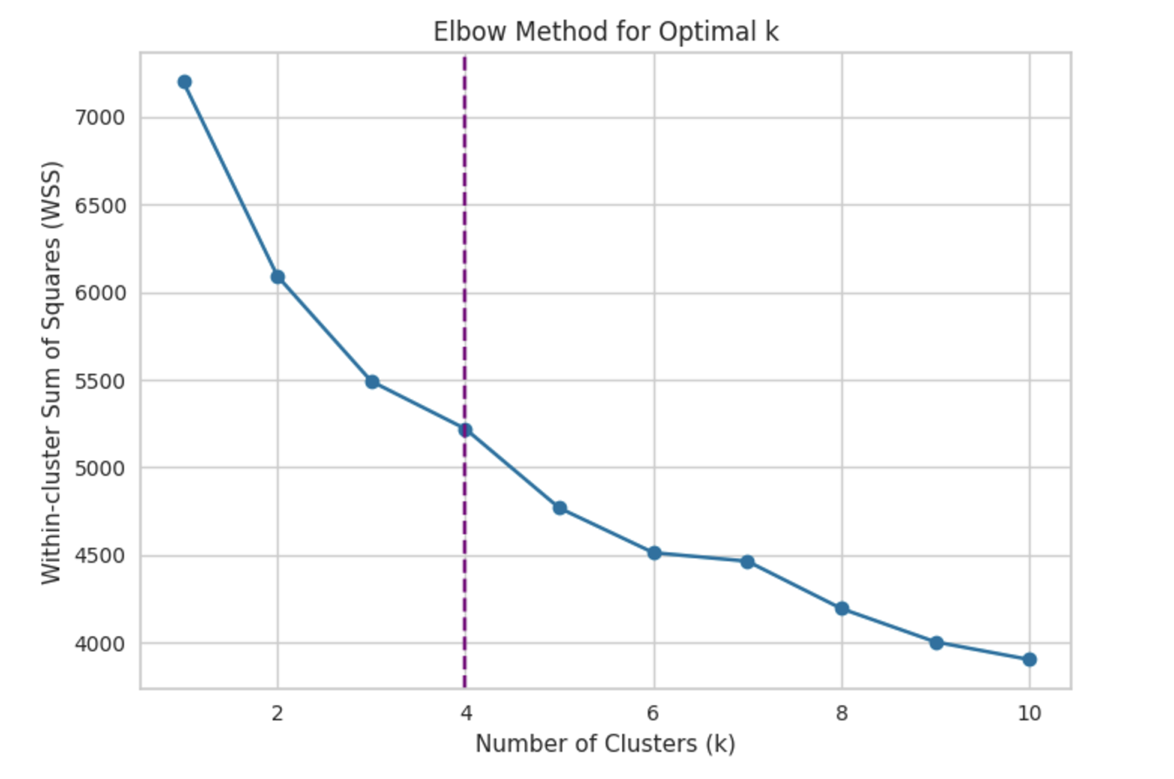 Elbow Method for Optimal k
Within-cluster Sum of Squares (WSS)
7000
6500
6000
5500
5000
4500
4000
2 4 6 8 10
Number of Clusters (k)